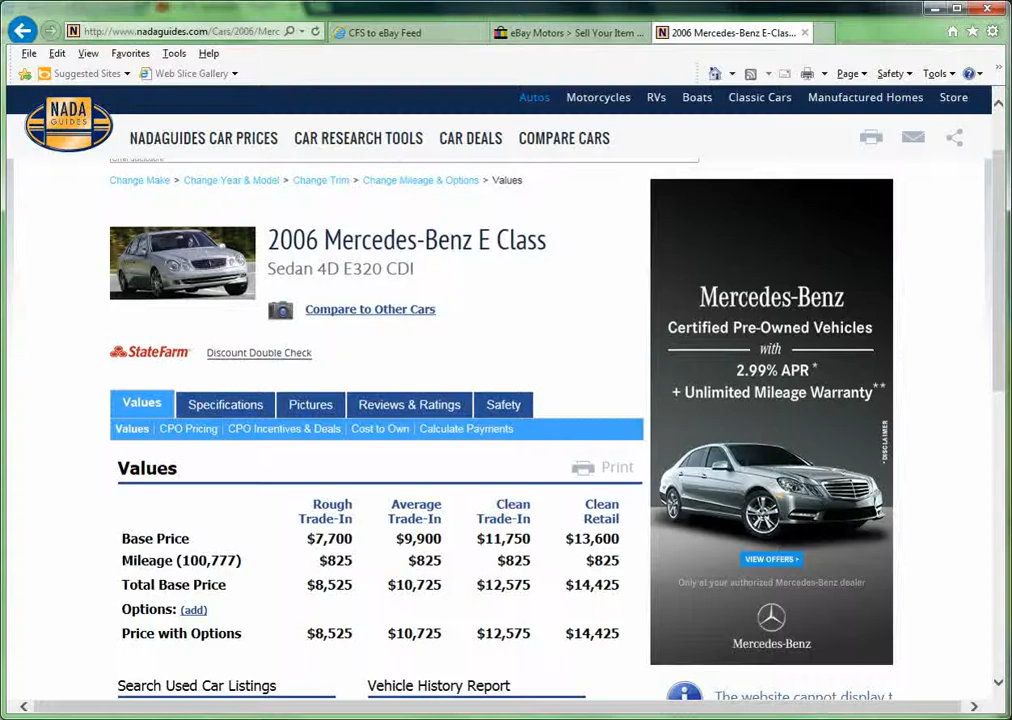 http://www.nadaguides.com/Cars/2006/Merc
CFS to eBay Feed
eBay Motors > Sell Your Item ...
2006 Mercedes-Benz E-Clas...
File Edit View Favorites Tools Help
Suggested Sites
Web Slice Gallery
Page Safety Tools
Autos Motorcycles RVs Boats Classic Cars Manufactured Homes Store
NADA
GUIDES
NADAGUIDES CAR PRICES CAR RESEARCH TOOLS CAR DEALS COMPARE CARS
Change Make > Change Year & Model > Change Trim > Change Mileage & Options > Values
2006 Mercedes-Benz E Class
Sedan 4D E320 CDI
Compare to Other Cars
StateFarm Discount Double Check
Values Specifications Pictures Reviews & Ratings Safety
Values CPO Pricing CPO Incentives & Deals Cost to Own Calculate Payments
Values
Print
Rough Average Clean Clean
Trade-In Trade-In Trade-In Retail
Base Price $7,700 $9,900 $11,750 $13,600
Mileage (100,777) $825 $825 $825 $825
Total Base Price $8,525 $10,725 $12,575 $14,425
Options: (add)
Price with Options $8,525 $10,725 $12,575 $14,425
Search Used Car Listings
Vehicle History Report
Mercedes-Benz
Certified Pre-Owned Vehicles
with
2.99% APR *
+ Unlimited Mileage Warranty**
*DISCLAIMER
VIEW OFFERS
Only at your authorized Mercedes-Benz dealer
Mercedes-Benz
The website cannot display t